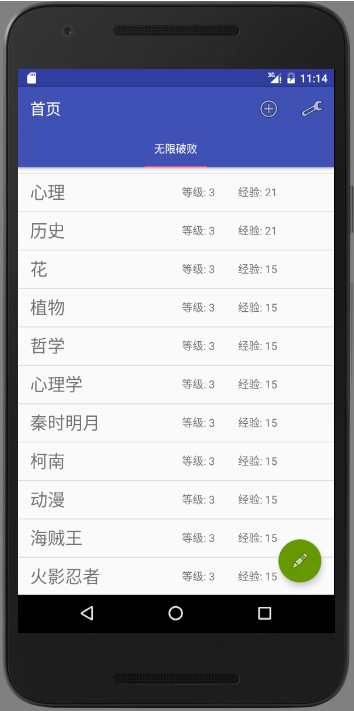 3G 11:14
首页
无限破败
心理 等级: 3 经验: 21
历史 等级: 3 经验: 21
花 等级: 3 经验: 15
植物 等级: 3 经验: 15
哲学 等级: 3 经验: 15
心理学 等级: 3 经验: 15
秦时明月 等级: 3 经验: 15
柯南 等级: 3 经验: 15
动漫 等级: 3 经验: 15
海贼王 等级: 3 经验: 15
火影忍者 等级: 3 经验: 15